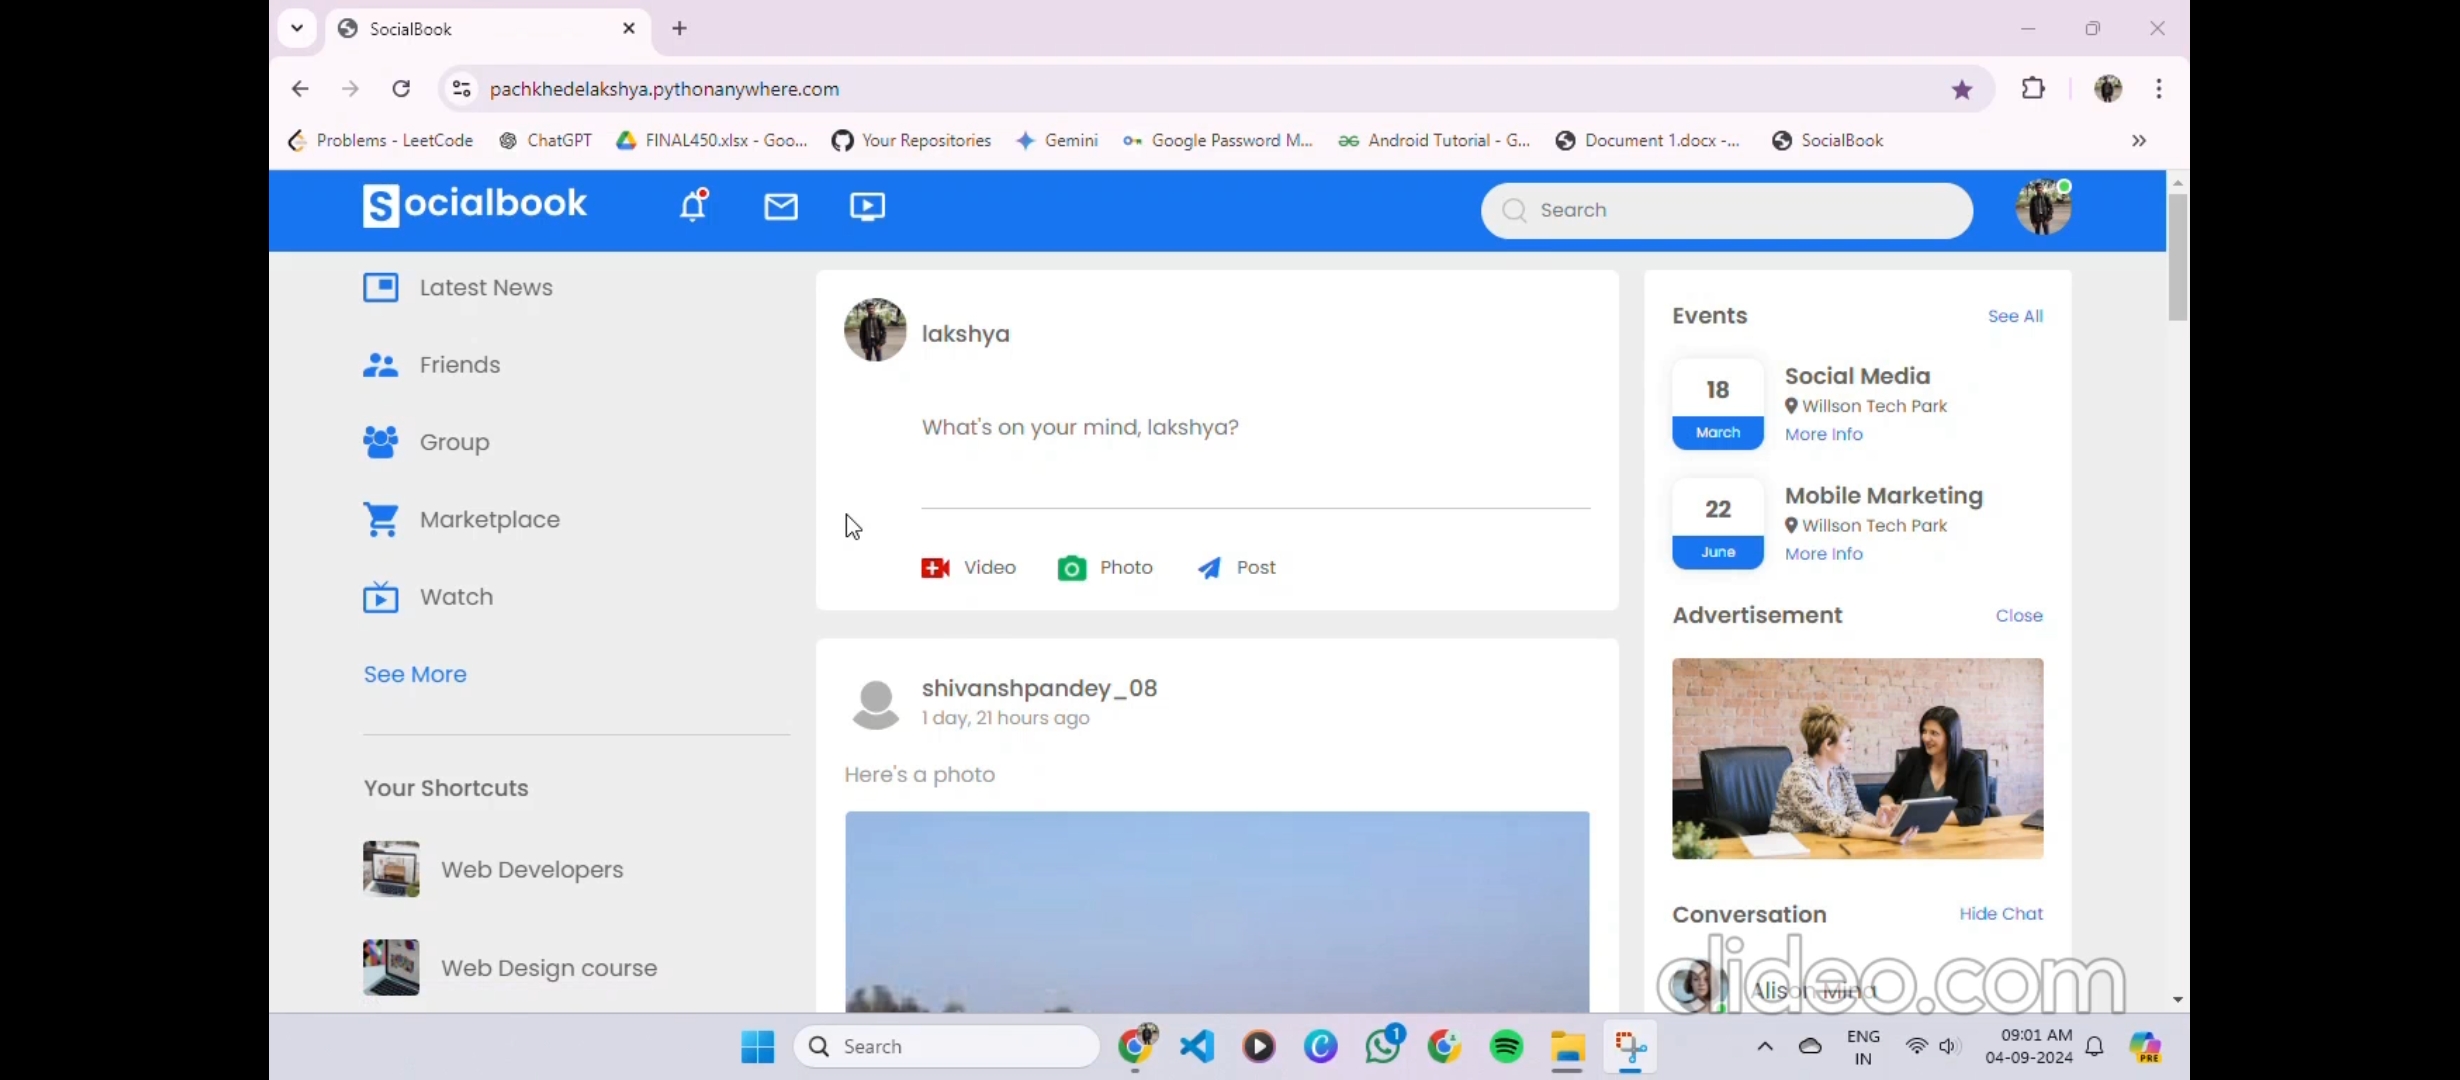 SocialBook
pachkhedelakshya.pythonanywhere.com
Problems - LeetCode
ChatGPT
FINAL450.xlsx - Goo...
Your Repositories
Gemini
Google Password M...
Android Tutorial - G...
Document 1.docx -...
SocialBook
Socialbook
Search
Latest News
Friends
Group
Marketplace
Watch
See More
Your Shortcuts
Web Developers
Web Design course
lakshya
What's on your mind, lakshya?
Video
Photo
Post
shivanshpandey_08
1 day, 21 hours ago
Here's a photo
Events
See All
18
March
Social Media
Willson Tech Park
More Info
22
June
Mobile Marketing
Willson Tech Park
More Info
Advertisement
Close
Conversation
Hide Chat
Alison Mina
clideo.com
Search
1
ENG
IN
09:01 AM
04-09-2024
PRE